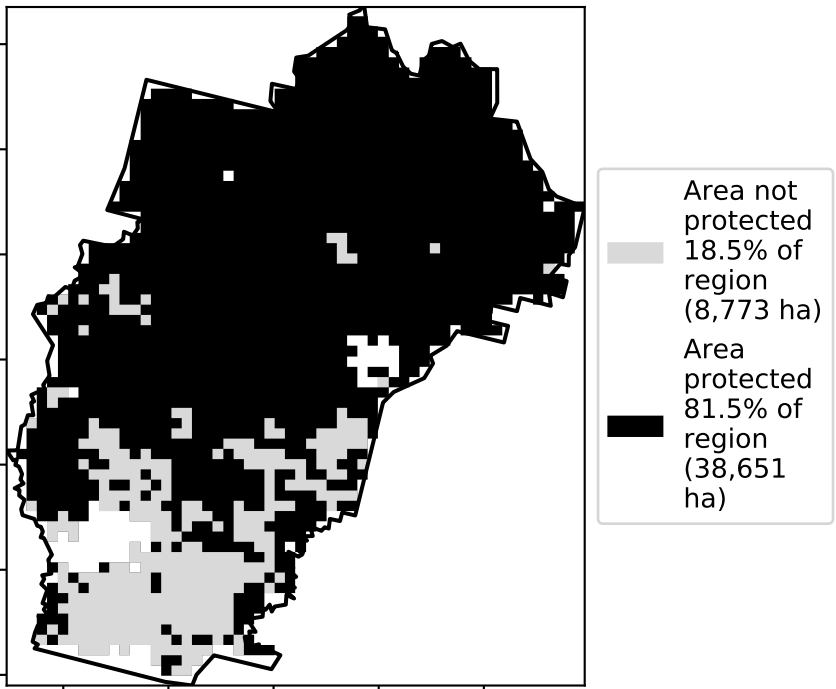 Area not
protected
18.5% of
region
(8,773 ha)
Area
protected
81.5% of
region
(38,651
ha)